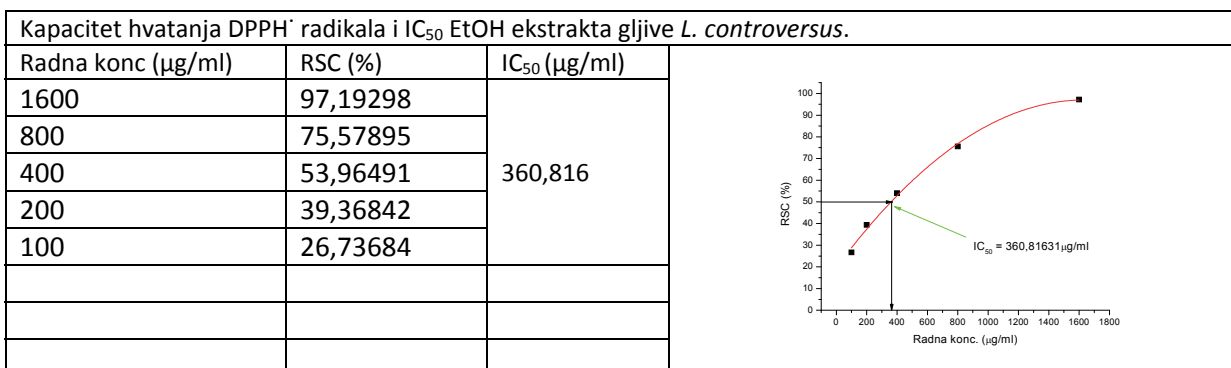 Kapacitet hvatanja DPPH˙ radikala i IC₅₀ EtOH ekstrakta gljive L. controversus.
Radna konc (µg/ml) RSC (%) IC₅₀ (µg/ml)
1600 97,19298
800 75,57895
400 53,96491 360,816
200 39,36842
100 26,73684
100
90
80
70
60
50
40
30
20
10
0
RSC (%)
IC₅₀ = 360,81631µg/ml
0 200 400 600 800 1000 1200 1400 1600 1800
Radna konc. (µg/ml)